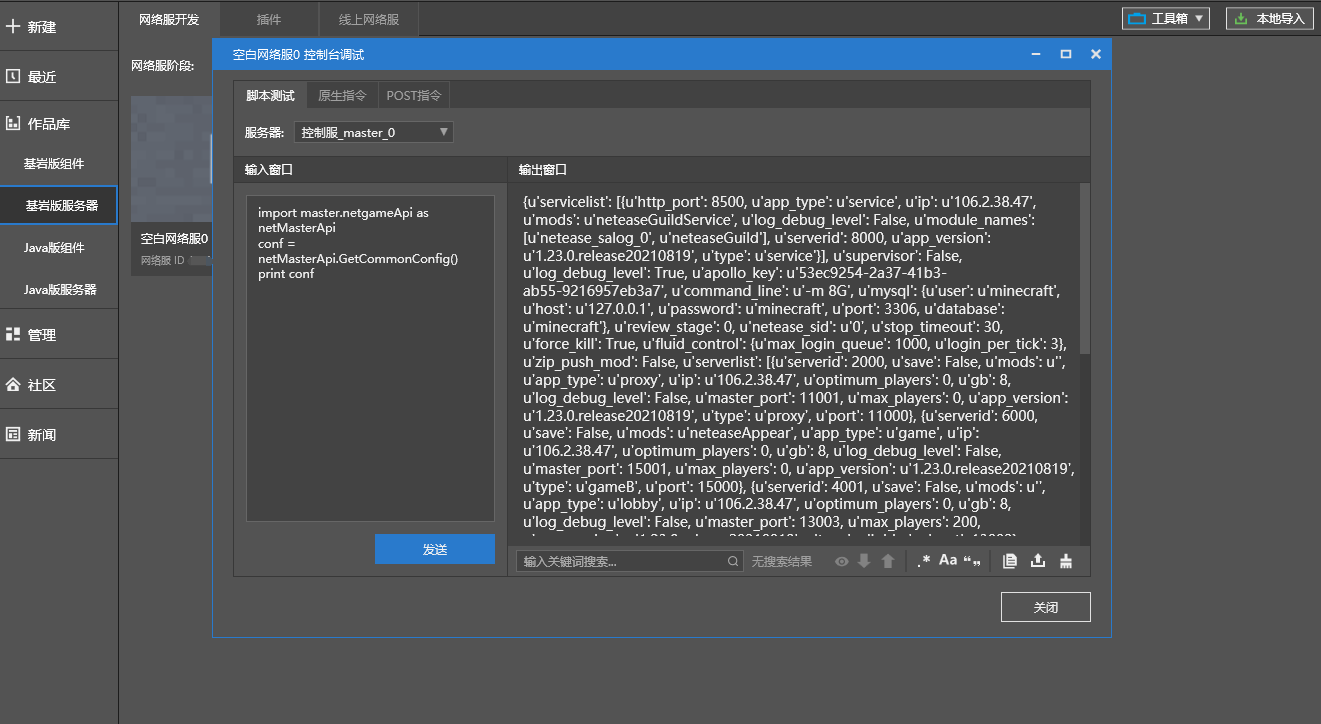 新建
最近
作品库
基岩版组件
基岩版服务器
Java版组件
Java版服务器
管理
社区
新闻
网络服开发
插件
线上网络服
工具箱
本地导入
网络服阶段:
空白网络服0
网络服 ID
空白网络服0 控制台调试
脚本测试
原生指令
POST指令
服务器:
控制服_master_0
输入窗口
import master.netgameApi as
netMasterApi
conf =
netMasterApi.GetCommonConfig()
print conf
发送
输出窗口
{u'servicelist': [{u'http_port': 8500, u'app_type': u'service', u'ip': u'106.2.38.47',
u'mods': u'neteaseGuildService', u'log_debug_level': False, u'module_names':
[u'netease_salog_0', u'neteaseGuild'], u'serverid': 8000, u'app_version':
u'1.23.0.release20210819', u'type': u'service'}], u'supervisor': False,
u'log_debug_level': True, u'apollo_key': u'53ec9254-2a37-41b3-
ab55-9216957eb3a7', u'command_line': u'-m 8G', u'mysql': {u'user': u'minecraft',
u'host': u'127.0.0.1', u'password': u'minecraft', u'port': 3306, u'database':
u'minecraft'}, u'review_stage': 0, u'netease_sid': u'0', u'stop_timeout': 30,
u'force_kill': True, u'fluid_control': {u'max_login_queue': 1000, u'login_per_tick': 3},
u'zip_push_mod': False, u'serverlist': [{u'serverid': 2000, u'save': False, u'mods': u'',
u'app_type': u'proxy', u'ip': u'106.2.38.47', u'optimum_players': 0, u'gb': 8,
u'log_debug_level': False, u'master_port': 11001, u'max_players': 0, u'app_version':
u'1.23.0.release20210819', u'type': u'proxy', u'port': 11000}, {u'serverid': 6000,
u'save': False, u'mods': u'neteaseAppear', u'app_type': u'game', u'ip':
u'106.2.38.47', u'optimum_players': 0, u'gb': 8, u'log_debug_level': False,
u'master_port': 15001, u'max_players': 0, u'app_version': u'1.23.0.release20210819',
u'type': u'gameB', u'port': 15000}, {u'serverid': 4001, u'save': False, u'mods': u'',
u'app_type': u'lobby', u'ip': u'106.2.38.47', u'optimum_players': 0, u'gb': 8,
u'log_debug_level': False, u'master_port': 13003, u'max_players': 200,
输入关键词搜索...
无搜索结果
.* Aa “„
关闭